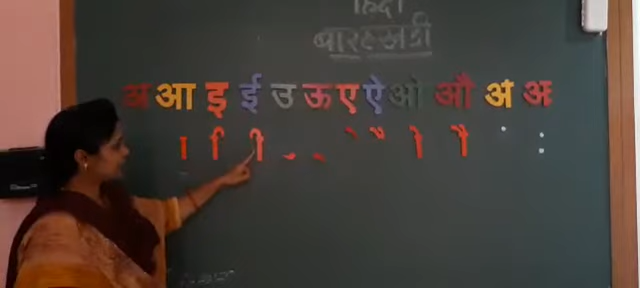 हिंदी
बारहखडी
अ आ इ ई उ ऊ ए ऐ ओ औ अं अः
ा ि ी ु ू े ै ो ौ ं ः